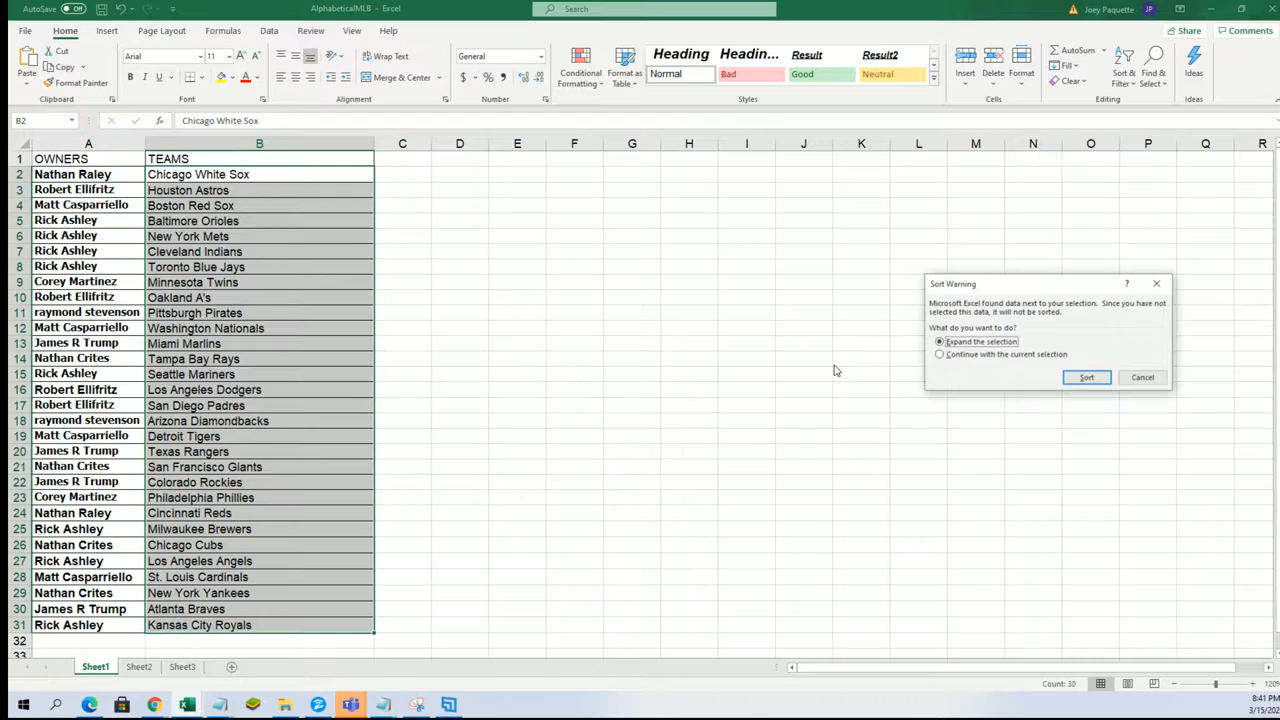 AutoSave Off AlphabeticalMLB - Excel Search Joey Paquette JP
File Home Insert Page Layout Formulas Data Review View Help Share Comments
Paste Cut Copy Format Painter
Arial 11 A A B I U A
Wrap Text Merge & Center
General $ % ,
Conditional Formatting Format as Table
Heading Headin... Result Result2
Normal Bad Good Neutral
Insert Delete Format
AutoSum Fill Clear Sort & Filter Find & Select Ideas
Clipboard Font Alignment Number Styles Cells Editing Ideas
B2 fx Chicago White Sox
A B C D E F G H I J K L M N O P Q R
1 OWNERS TEAMS
2 Nathan Raley Chicago White Sox
3 Robert Ellifritz Houston Astros
4 Matt Casparriello Boston Red Sox
5 Rick Ashley Baltimore Orioles
6 Rick Ashley New York Mets
7 Rick Ashley Cleveland Indians
8 Rick Ashley Toronto Blue Jays
9 Corey Martinez Minnesota Twins
10 Robert Ellifritz Oakland A's
11 raymond stevenson Pittsburgh Pirates
12 Matt Casparriello Washington Nationals
13 James R Trump Miami Marlins
14 Nathan Crites Tampa Bay Rays
15 Rick Ashley Seattle Mariners
16 Robert Ellifritz Los Angeles Dodgers
17 Robert Ellifritz San Diego Padres
18 raymond stevenson Arizona Diamondbacks
19 Matt Casparriello Detroit Tigers
20 James R Trump Texas Rangers
21 Nathan Crites San Francisco Giants
22 James R Trump Colorado Rockies
23 Corey Martinez Philadelphia Phillies
24 Nathan Raley Cincinnati Reds
25 Rick Ashley Milwaukee Brewers
26 Nathan Crites Chicago Cubs
27 Rick Ashley Los Angeles Angels
28 Matt Casparriello St. Louis Cardinals
29 Nathan Crites New York Yankees
30 James R Trump Atlanta Braves
31 Rick Ashley Kansas City Royals
32
33
Sort Warning ?
Microsoft Excel found data next to your selection. Since you have not
selected this data, it will not be sorted.
What do you want to do?
Expand the selection
Continue with the current selection
Sort Cancel
Sheet1 Sheet2 Sheet3
Count: 30 120%
8:41 PM
3/15/202